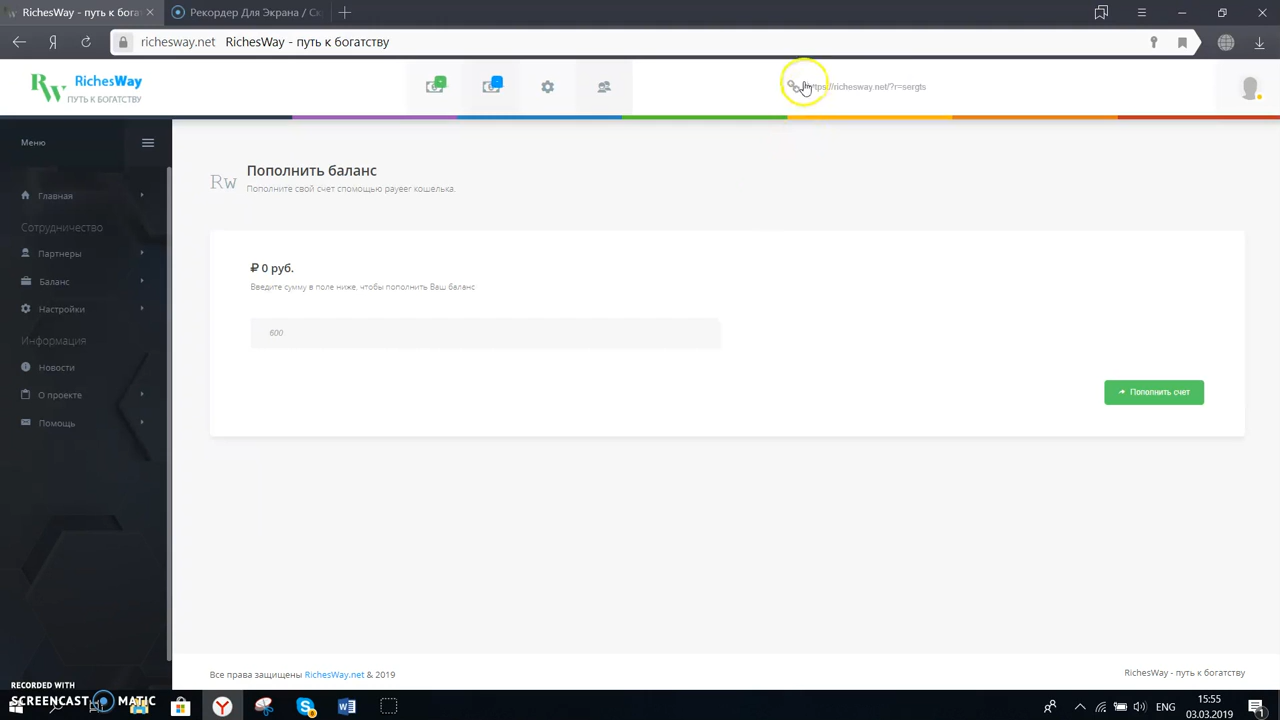 RichesWay - путь к бога
Рекордер Для Экрана / Ск
richesway.net RichesWay - путь к богатству
RW RichesWay
ПУТЬ К БОГАТСТВУ
https://richesway.net/?r=sergts
Меню
Главная
Сотрудничество
Партнеры
Баланс
Настройки
Информация
Новости
О проекте
Помощь
Rw
Пополнить баланс
Пополните свой счет спомощью payeer кошелька.
₽ 0 руб.
Введите сумму в поле ниже, чтобы пополнить Ваш баланс
600
Пополнить счет
Все права защищены RichesWay.net & 2019
RichesWay - путь к богатству
RECORDED WITH
SCREENCAST MATIC
ENG
15:55
03.03.2019
1